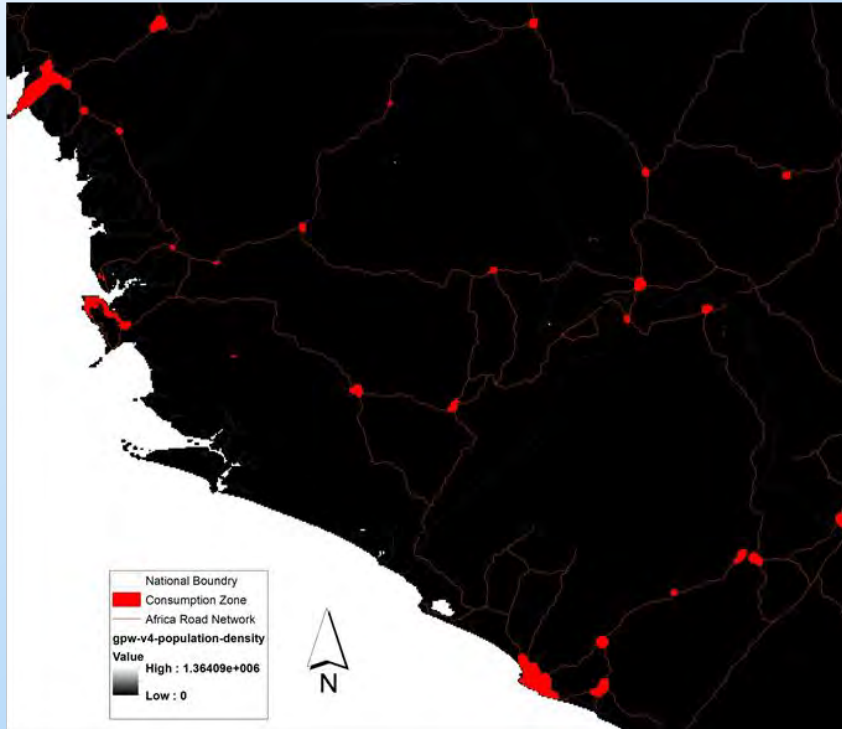 National Boundry
Consumption Zone
Africa Road Network
gpw-v4-population-density
Value
High : 1.36409e+006
Low : 0
N